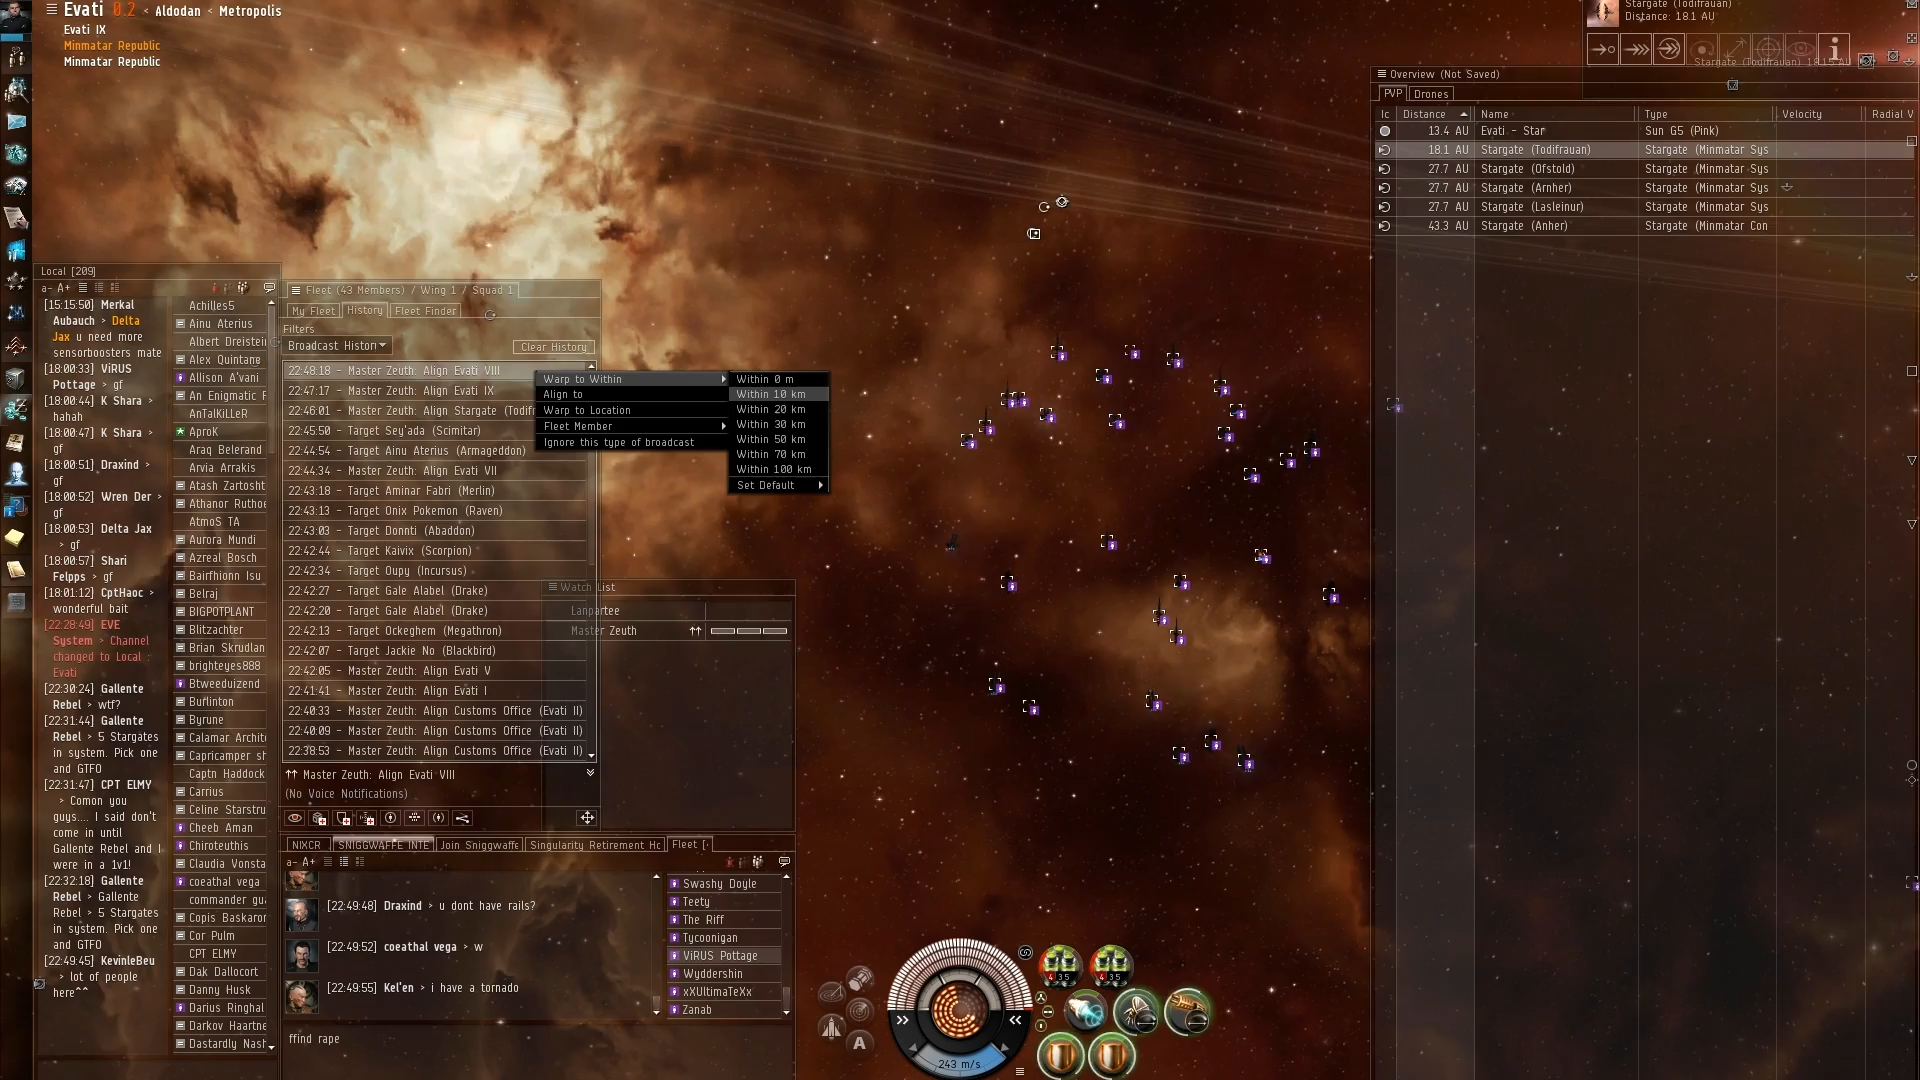 Evati 0.2 < Aldodan < Metropolis
Evati IX
Minmatar Republic
Minmatar Republic
Stargate (Todifrauan)
Distance: 18.1 AU
Overview (Not Saved)
PVP Drones
Ic Distance Name Type Velocity Radial V
13.4 AU Evati - Star Sun G5 (Pink)
18.1 AU Stargate (Todifrauan) Stargate (Minmatar Sys
27.7 AU Stargate (Ofstold) Stargate (Minmatar Sys
27.7 AU Stargate (Arnher) Stargate (Minmatar Sys
27.7 AU Stargate (Lasleinur) Stargate (Minmatar Sys
43.3 AU Stargate (Anher) Stargate (Minmatar Con
Local [209]
a- A+
[15:15:50] Merkal
Aubauch > Delta
Jax u need more
sensorboosters mate
[18:00:33] ViRUS
Pottage > gf
[18:00:44] K Shara >
hahah
[18:00:47] K Shara >
gf
[18:00:51] Draxind >
gf
[18:00:52] Wren Der >
gf
[18:00:53] Delta Jax
> gf
[18:00:57] Shari
Felpps > gf
[18:01:12] CptHaoc >
wonderful bait
[22:28:49] EVE
System > Channel
changed to Local :
Evati
[22:30:24] Gallente
Rebel > wtf?
[22:31:44] Gallente
Rebel > 5 Stargates
in system. Pick one
and GTFO
[22:31:47] CPT ELMY
> Comon you
guys.... I said don't
come in until
Gallente Rebel and I
were in a 1v1!
[22:32:18] Gallente
Rebel > Gallente
Rebel > 5 Stargates
in system. Pick one
and GTFO
[22:49:45] KevinleBeu
> lot of people
here^^
Achilles5
Ainu Aterius
Albert Dreistein
Alex Quintane
Allison A'vani
An Enigmatic F
AnTalKiLLeR
AproK
Araq Belerand
Arvia Arrakis
Atash Zartosht
Athanor Ruthoe
AtmoS TA
Aurora Mundi
Azreal Bosch
Bairfhionn Isu
Belraj
BIGPOTPLANT
Blitzachter
Brian Skrudlan
brighteyes888
Btweeduizend
Buflinton
Byrune
Calamar Archite
Capricamper sh
Captn Haddock
Carrius
Celine Starstru
Cheeb Aman
Chiroteuthis
Claudia Vonsta
coeathal vega
commander gua
Copis Baskaron
Cor Pulm
CPT ELMY
Dak Dallocort
Danny Husk
Darius Ringhal
Darkov Haartne
Dastardly Nast
Fleet (43 Members) / Wing 1 / Squad 1
My Fleet History Fleet Finder
Filters
Broadcast Histor Clear History
22:48:18 - Master Zeuth: Align Evati VIII
22:47:17 - Master Zeuth: Align Evati IX
22:46:01 - Master Zeuth: Align Stargate (Todifr
22:45:50 - Target Sey'ada (Scimitar)
22:44:54 - Target Ainu Aterius (Armageddon)
22:44:34 - Master Zeuth: Align Evati VII
22:43:18 - Target Aminar Fabri (Merlin)
22:43:13 - Target Onix Pokemon (Raven)
22:43:03 - Target Donnti (Abaddon)
22:42:44 - Target Kaivix (Scorpion)
22:42:34 - Target Oupy (Incursus)
22:42:27 - Target Gale Alabel (Drake)
22:42:20 - Target Gale Alabel (Drake)
22:42:13 - Target Ockeghem (Megathron)
22:42:07 - Target Jackie No (Blackbird)
22:42:05 - Master Zeuth: Align Evati V
22:41:41 - Master Zeuth: Align Evati I
22:40:33 - Master Zeuth: Align Customs Office (Evati II)
22:40:09 - Master Zeuth: Align Customs Office (Evati II)
22:38:53 - Master Zeuth: Align Customs Office (Evati II)
Master Zeuth: Align Evati VIII
(No Voice Notifications)
Warp to Within
Align to
Warp to Location
Fleet Member
Ignore this type of broadcast
Within 0 m
Within 10 km
Within 20 km
Within 30 km
Within 50 km
Within 70 km
Within 100 km
Set Default
Watch List
Lanpartee
Master Zeuth
NIXCR SNIGGWAFFE INTE Join Sniggwaffe Singularity Retirement Ho Fleet [
a- A+
[22:49:48] Draxind > u dont have rails?
[22:49:52] coeathal vega > w
[22:49:55] Kel'en > i have a tornado
ffind rape
Swashy Doyle
Teety
The Riff
Tycoonigan
ViRUS Pottage
Wyddershin
xXUltimaTeXx
Zanab
4 35
4 35
A
243 m/s